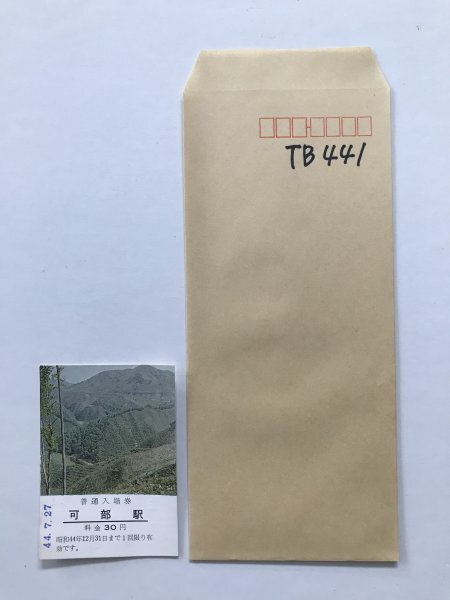 TB441
普通入場券
可部駅
料金30円
昭和44年12月31日まで1回限り有
効です。
44.7.27